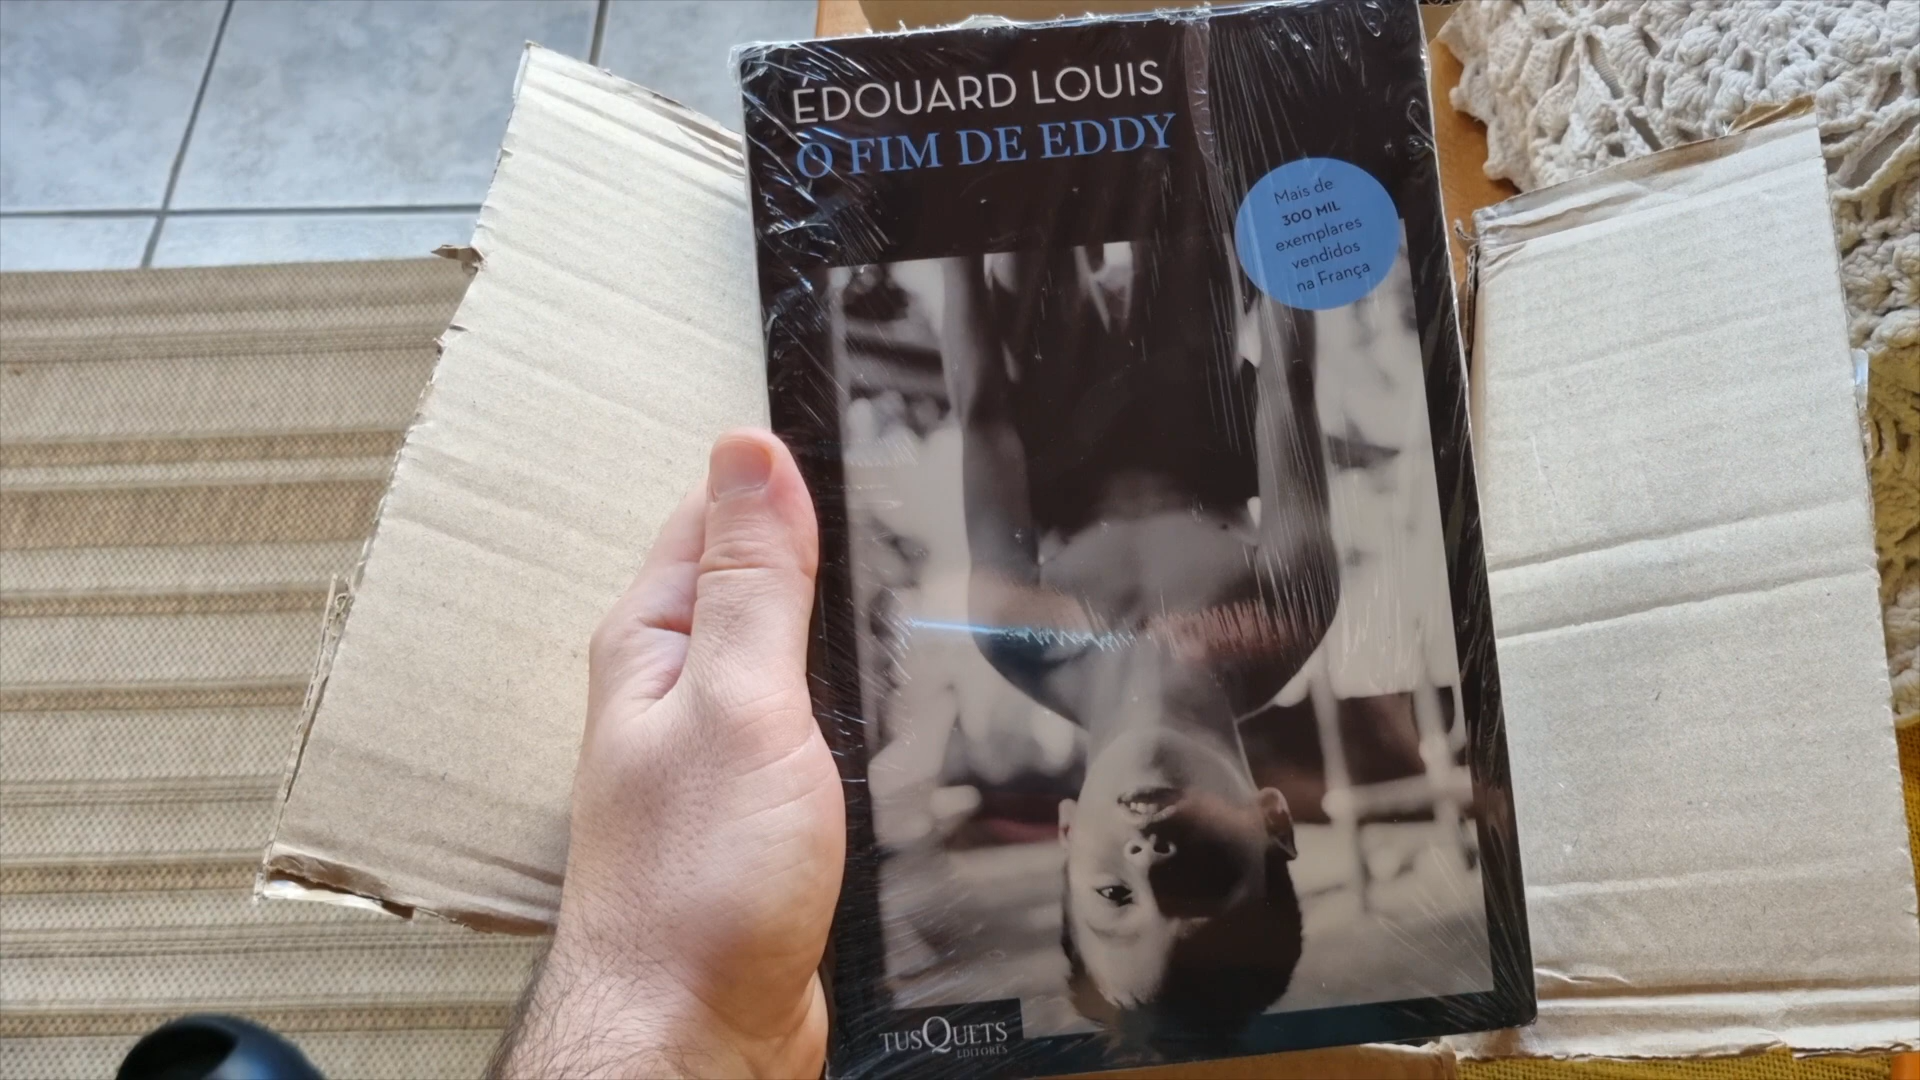 ÉDOUARD LOUIS
O FIM DE EDDY
Mais de
300 MIL
exemplares
vendidos
na França
TUSQUETS
EDITORES